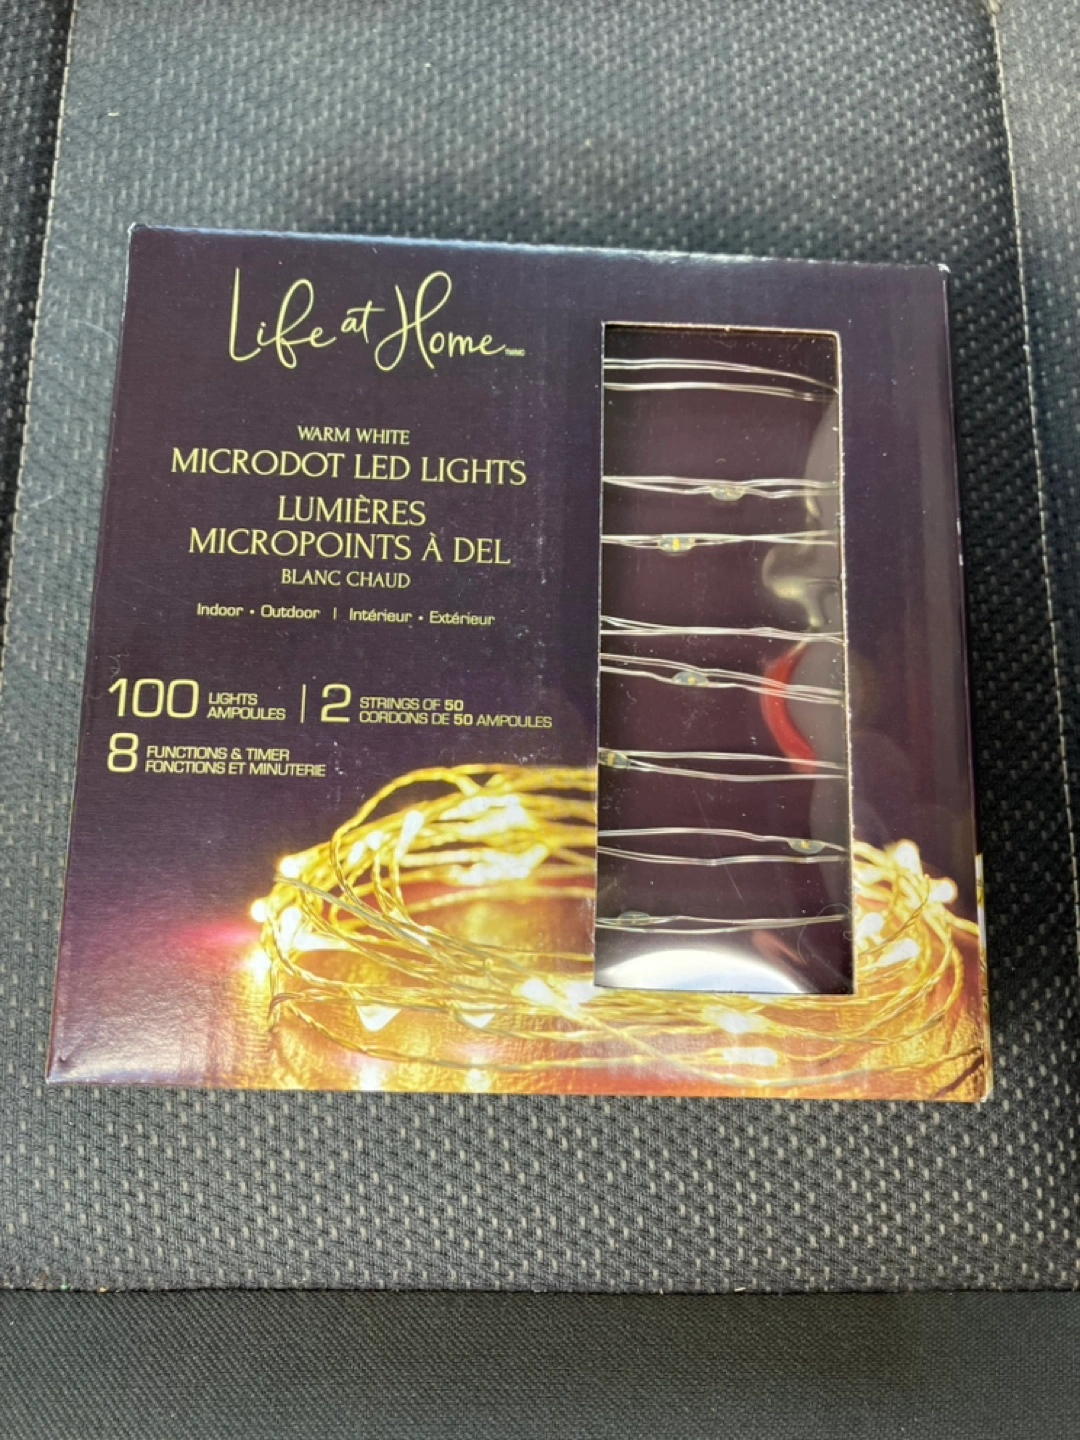 Life at Home
WARM WHITE
MICRODOT LED LIGHTS
LUMIÈRES
MICROPOINTS À DEL
BLANC CHAUD
Indoor • Outdoor | Intérieur • Extérieur
100 LIGHTS AMPOULES | 2 STRINGS OF 50 CORDONS DE 50 AMPOULES
8 FUNCTIONS & TIMER FONCTIONS ET MINUTERIE